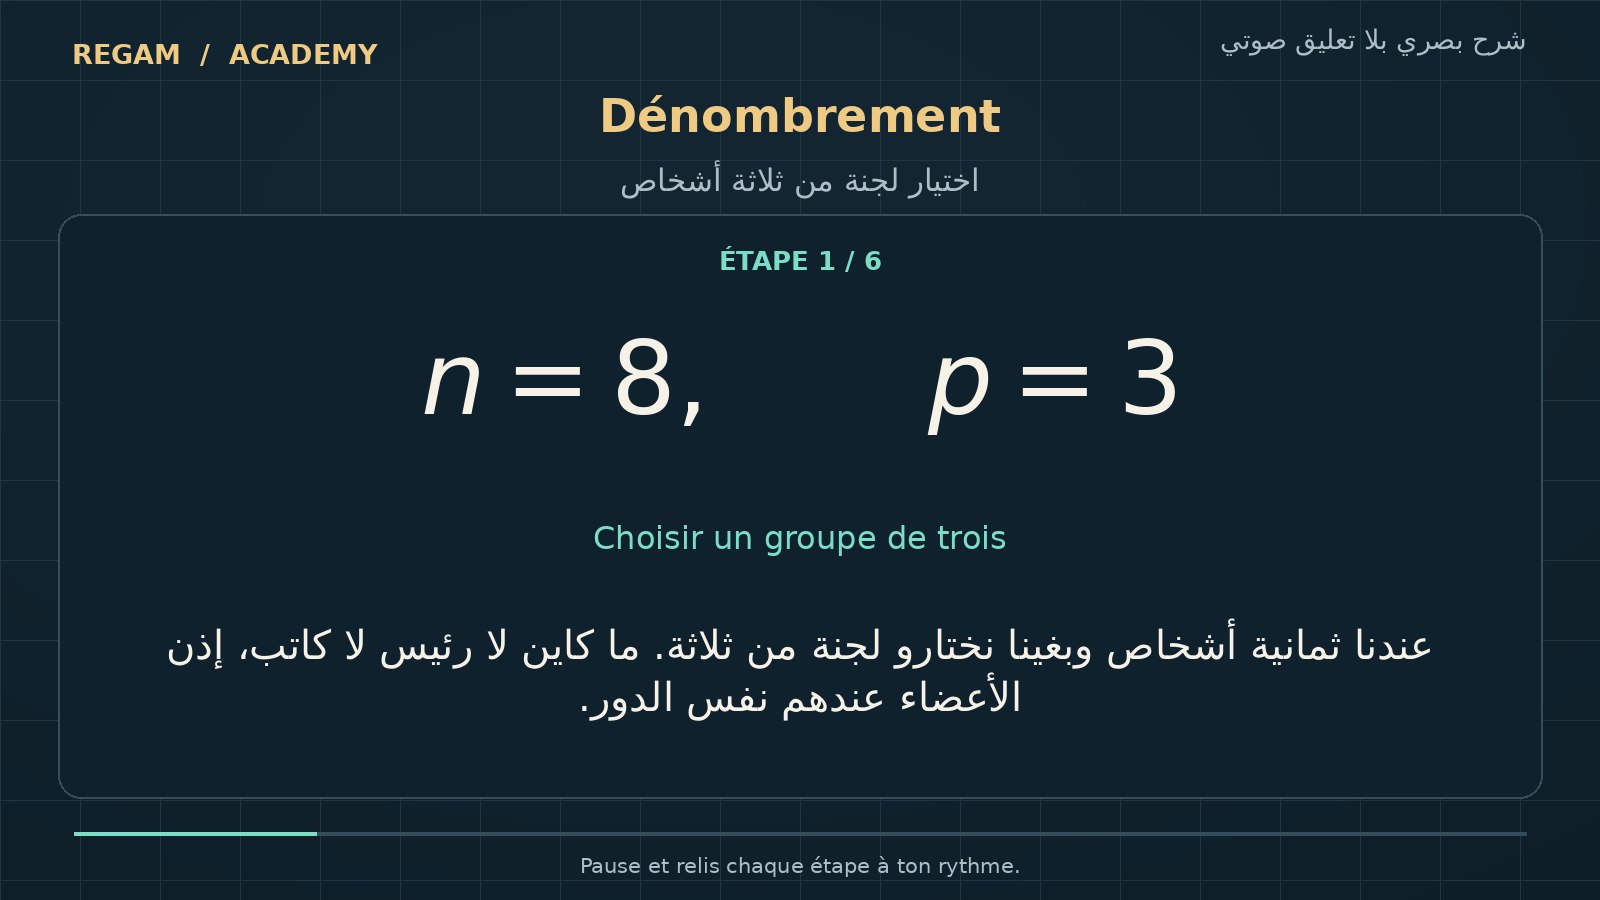 REGAM / ACADEMY
شرح بصري بلا تعليق صوتي
Dénombrement
اختيار لجنة من ثلاثة أشخاص
ÉTAPE 1 / 6
n = 8, p = 3
Choisir un groupe de trois
عندنا ثمانية أشخاص وبغينا نختارو لجنة من ثلاثة. ما كاين لا رئيس لا كاتب، إذن
الأعضاء عندهم نفس الدور.
Pause et relis chaque étape à ton rythme.